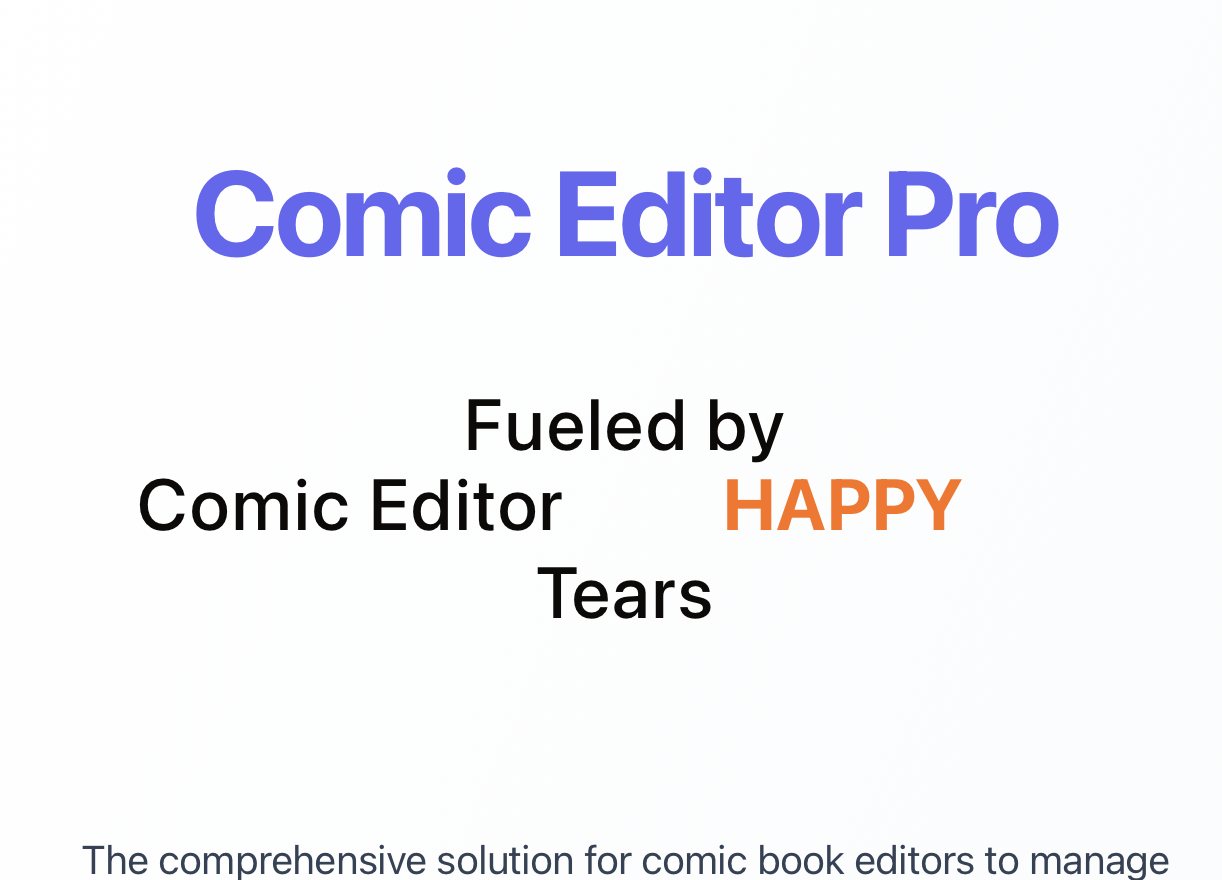 Comic Editor Pro
Fueled by
Comic Editor HAPPY
Tears
The comprehensive solution for comic book editors to manage